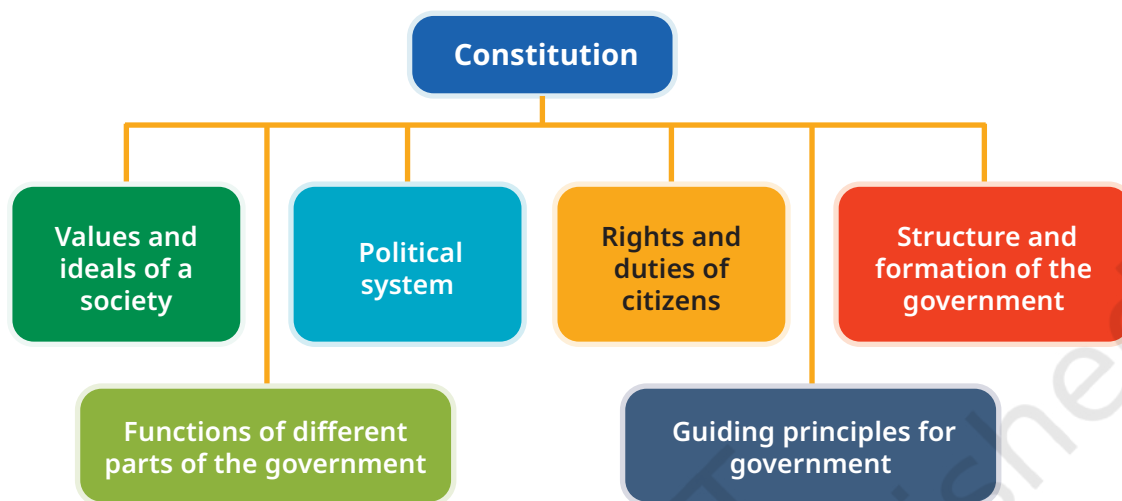 Constitution
Values and
ideals of a
society
Political
system
Rights and
duties of
citizens
Structure and
formation of the
government
Functions of different
parts of the government
Guiding principles for
government